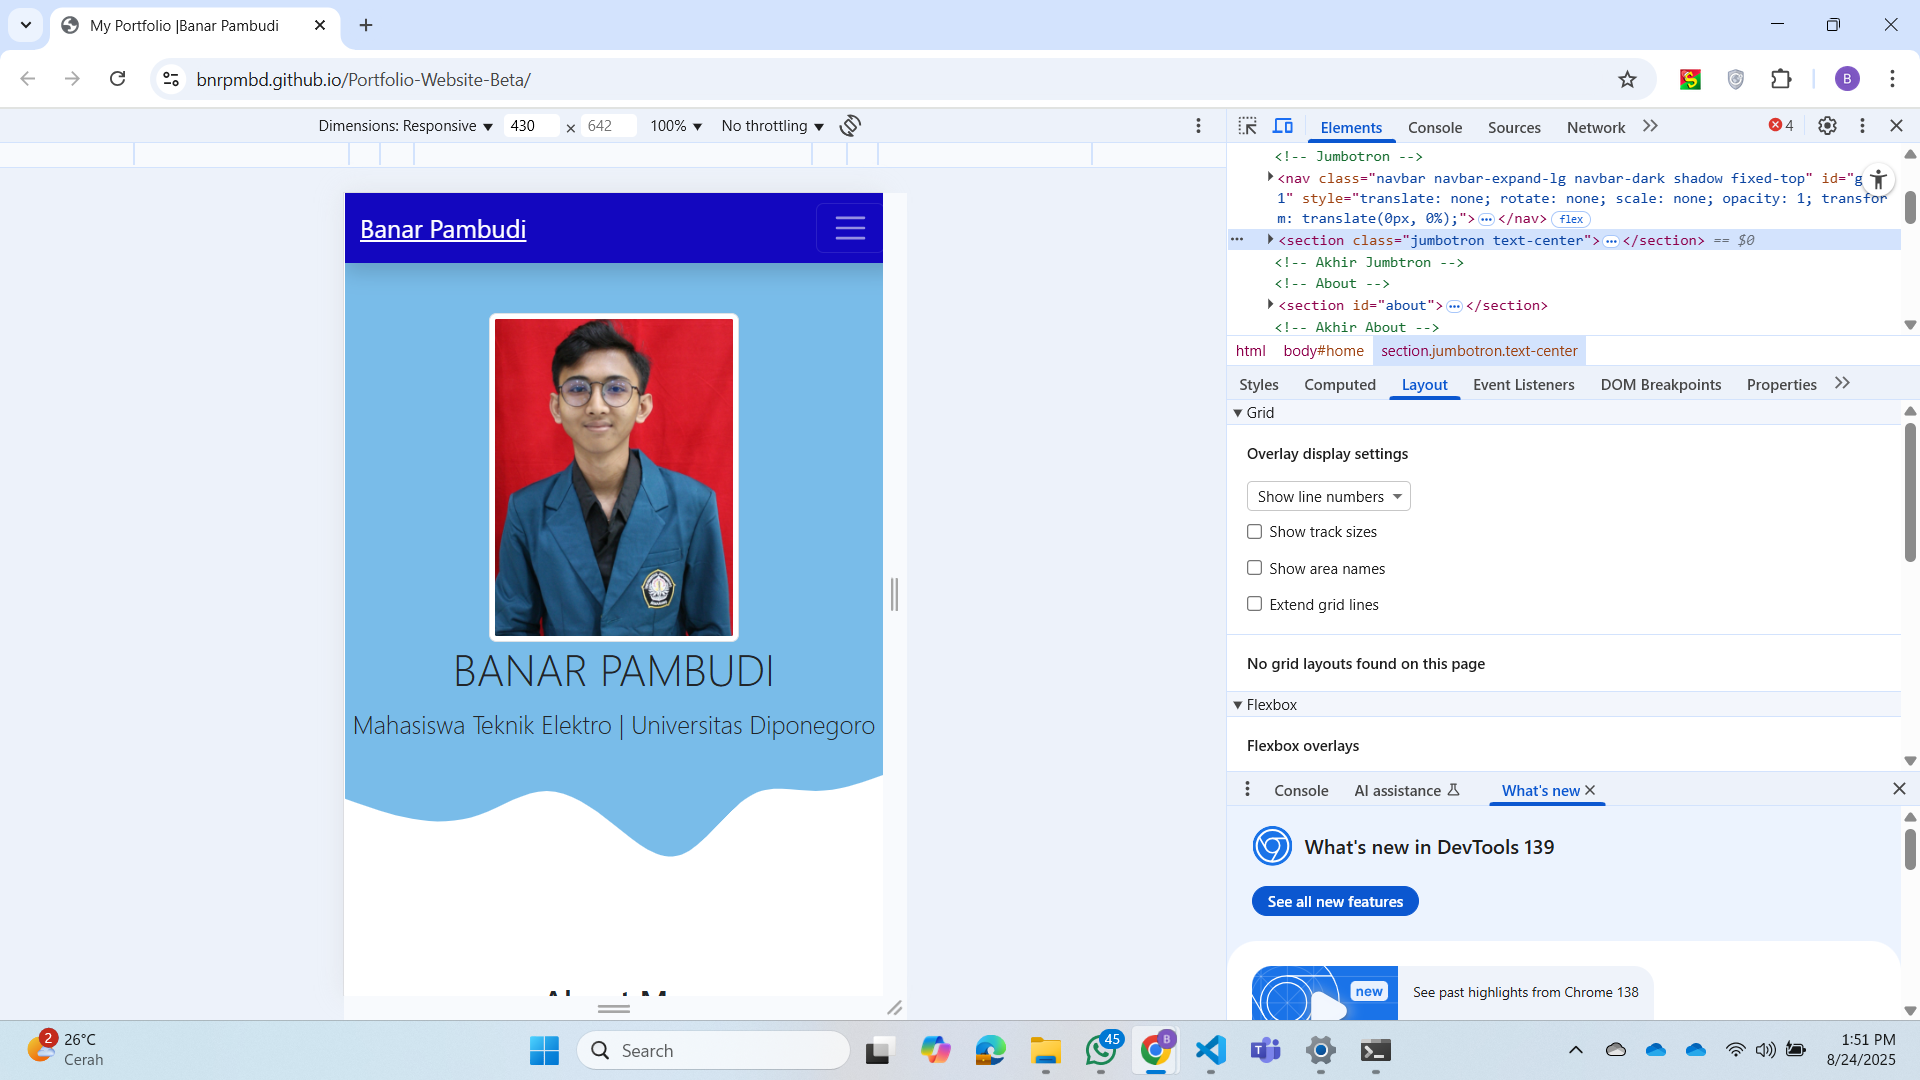 My Portfolio |Banar Pambudi
bnrpmbd.github.io/Portfolio-Website-Beta/
B
Dimensions: Responsive 430 × 642 100% No throttling
Elements Console Sources Network 4
<!-- Jumbotron -->
<nav class="navbar navbar-expand-lg navbar-dark shadow fixed-top" id="g
1" style="translate: none; rotate: none; scale: none; opacity: 1; transfor
m: translate(0px, 0%);"> … </nav> flex
<section class="jumbotron text-center"> … </section> == $0
<!-- Akhir Jumbtron -->
<!-- About -->
<section id="about"> … </section>
<!-- Akhir About -->
html body#home section.jumbotron.text-center
Styles Computed Layout Event Listeners DOM Breakpoints Properties
Grid
Overlay display settings
Show line numbers
Show track sizes
Show area names
Extend grid lines
No grid layouts found on this page
Flexbox
Flexbox overlays
Console AI assistance What's new
What's new in DevTools 139
See all new features
new
See past highlights from Chrome 138
Banar Pambudi
BANAR PAMBUDI
Mahasiswa Teknik Elektro | Universitas Diponegoro
2
26°C
Cerah
Search
45
B
1:51 PM
8/24/2025